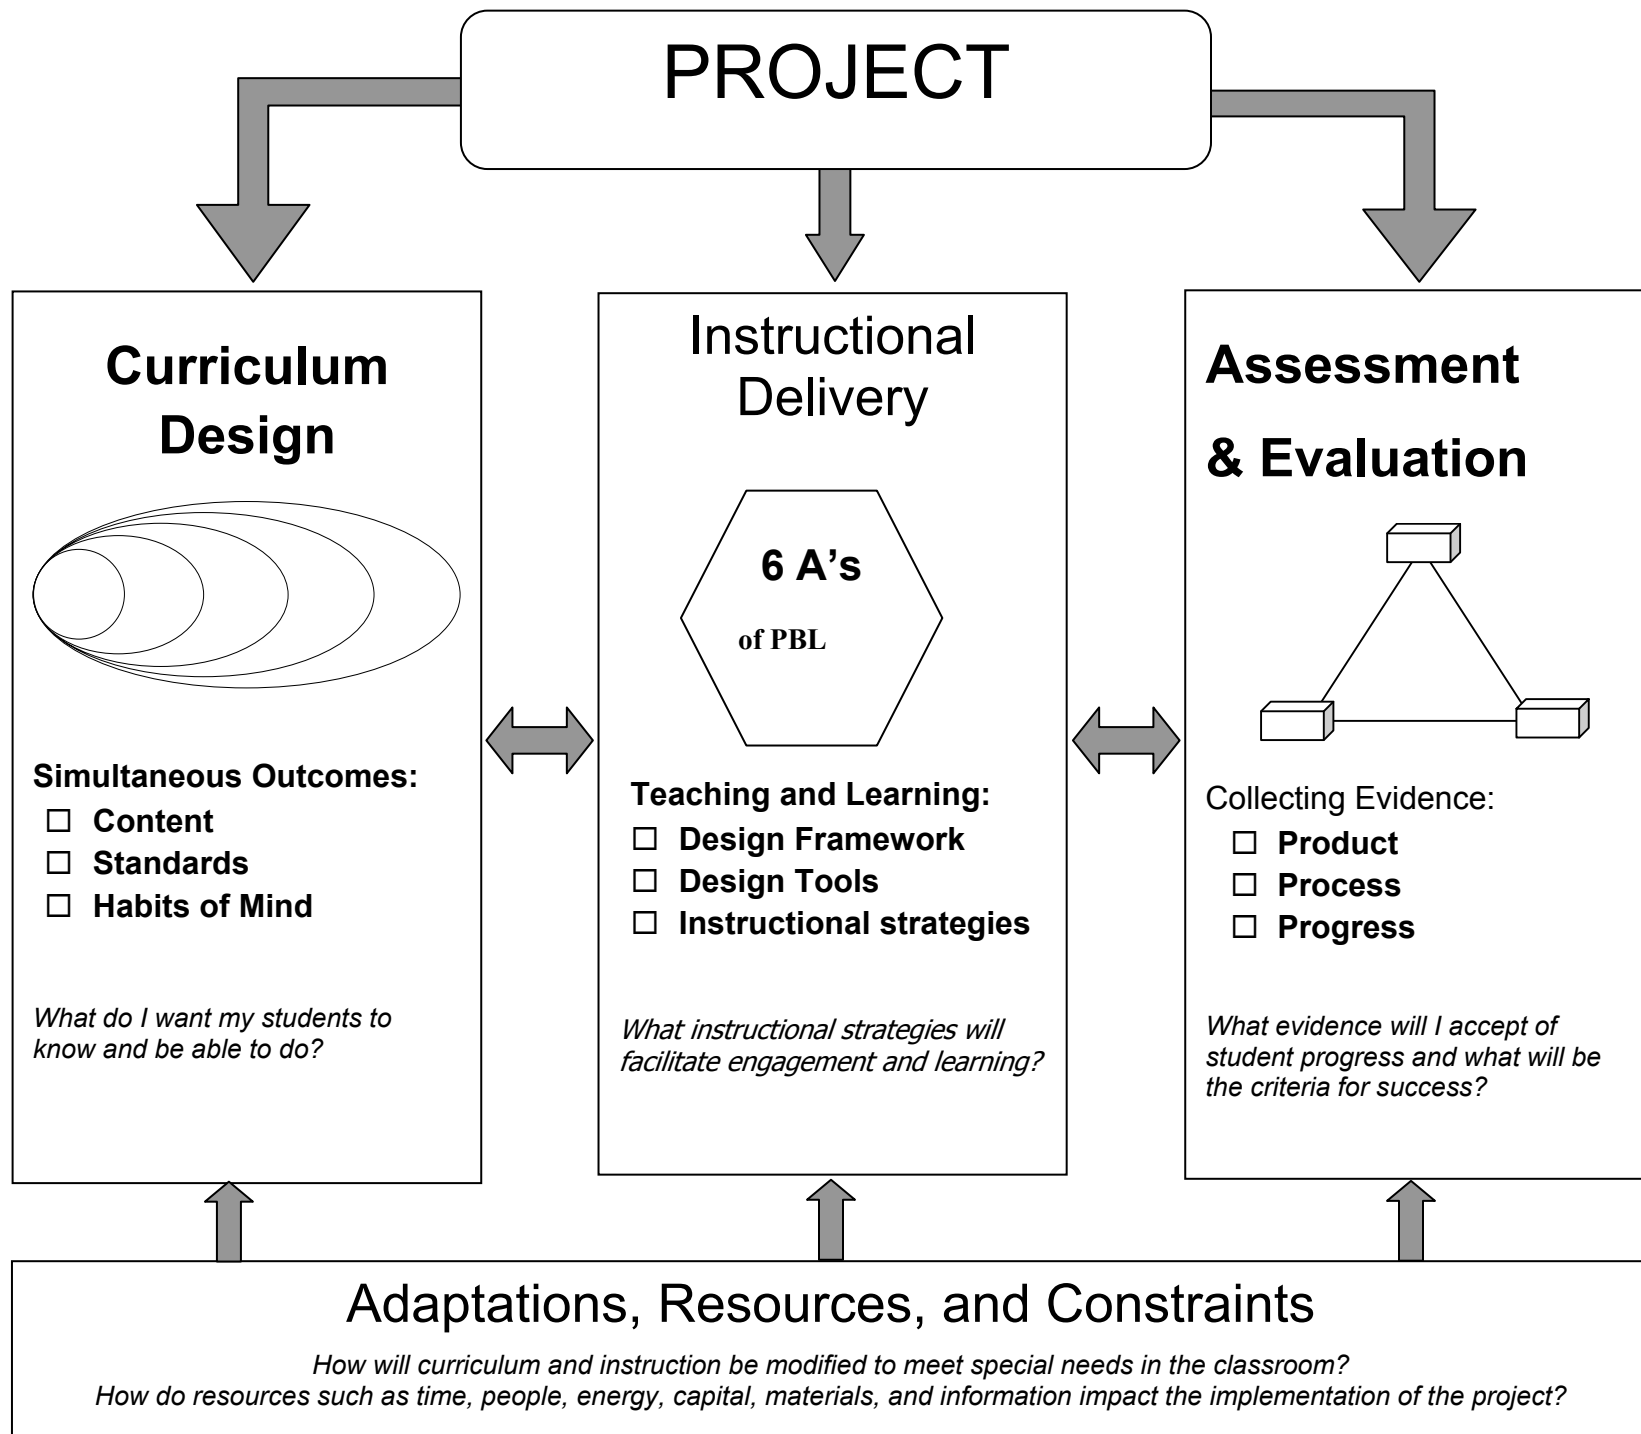 PROJECT
Curriculum
Design
Simultaneous Outcomes:
☐ Content
☐ Standards
☐ Habits of Mind
What do I want my students to
know and be able to do?
Instructional
Delivery
6 A's
of PBL
Teaching and Learning:
☐ Design Framework
☐ Design Tools
☐ Instructional strategies
What instructional strategies will
facilitate engagement and learning?
Assessment
& Evaluation
Collecting Evidence:
☐ Product
☐ Process
☐ Progress
What evidence will I accept of
student progress and what will be
the criteria for success?
Adaptations, Resources, and Constraints
How will curriculum and instruction be modified to meet special needs in the classroom?
How do resources such as time, people, energy, capital, materials, and information impact the implementation of the project?